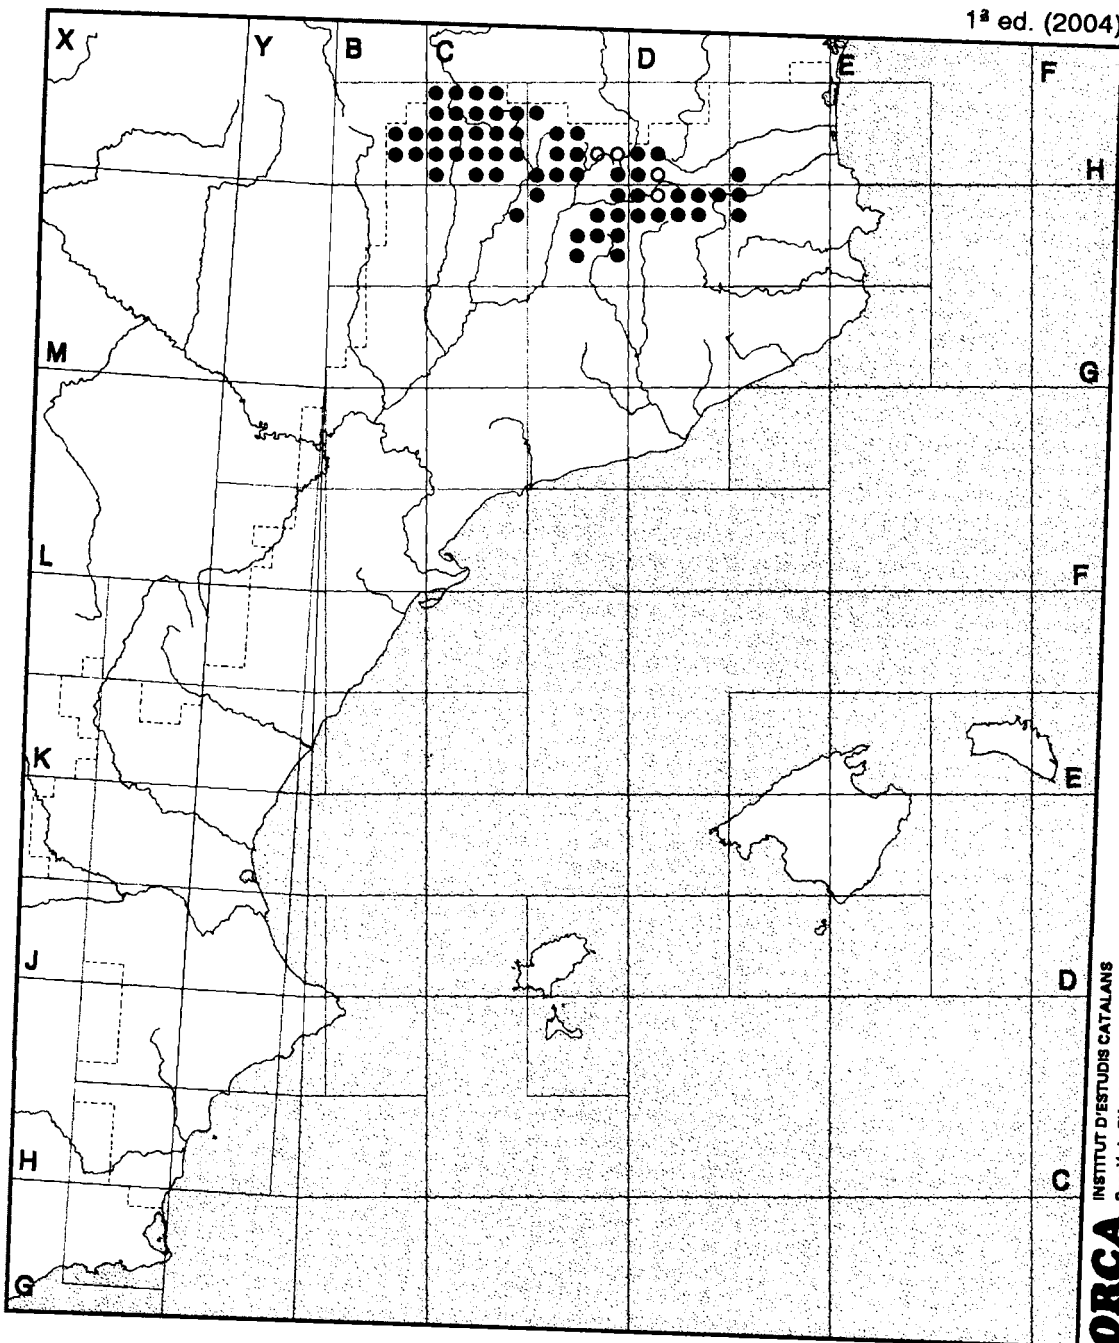 1ª ed. (2004)
X Y B C D E F
H
M G
L F
K E
J D
H C
G
ORCA INSTITUT D'ESTUDIS CATALANS